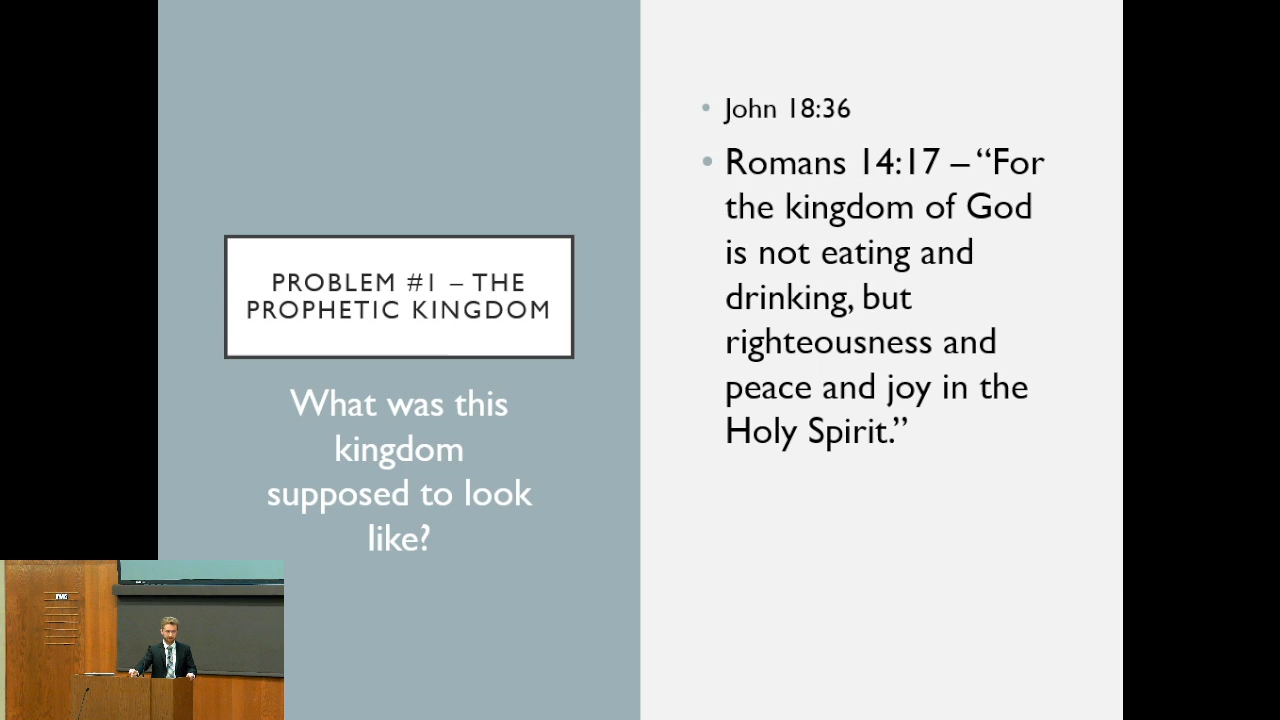 PROBLEM #1 – THE
PROPHETIC KINGDOM
What was this
kingdom
supposed to look
like?
• John 18:36
• Romans 14:17 – “For
the kingdom of God
is not eating and
drinking, but
righteousness and
peace and joy in the
Holy Spirit.”